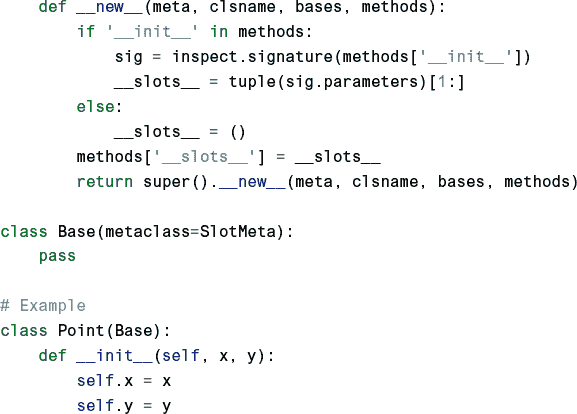 def __new__(meta, clsname, bases, methods):
if '__init__' in methods:
sig = inspect.signature(methods['__init__'])
__slots__ = tuple(sig.parameters)[1:]
else:
__slots__ = ()
methods['__slots__'] = __slots__
return super().__new__(meta, clsname, bases, methods)
class Base(metaclass=SlotMeta):
pass
# Example
class Point(Base):
def __init__(self, x, y):
self.x = x
self.y = y